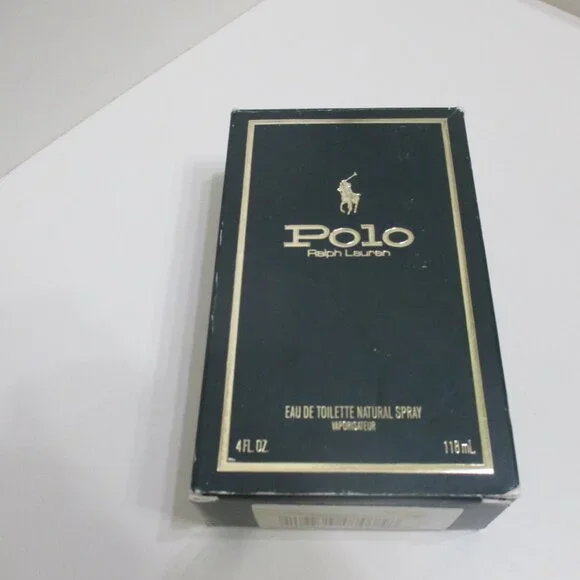 Polo
Ralph Lauren
EAU DE TOILETTE NATURAL SPRAY
VAPORISATEUR
4 FL. OZ. 118 mL